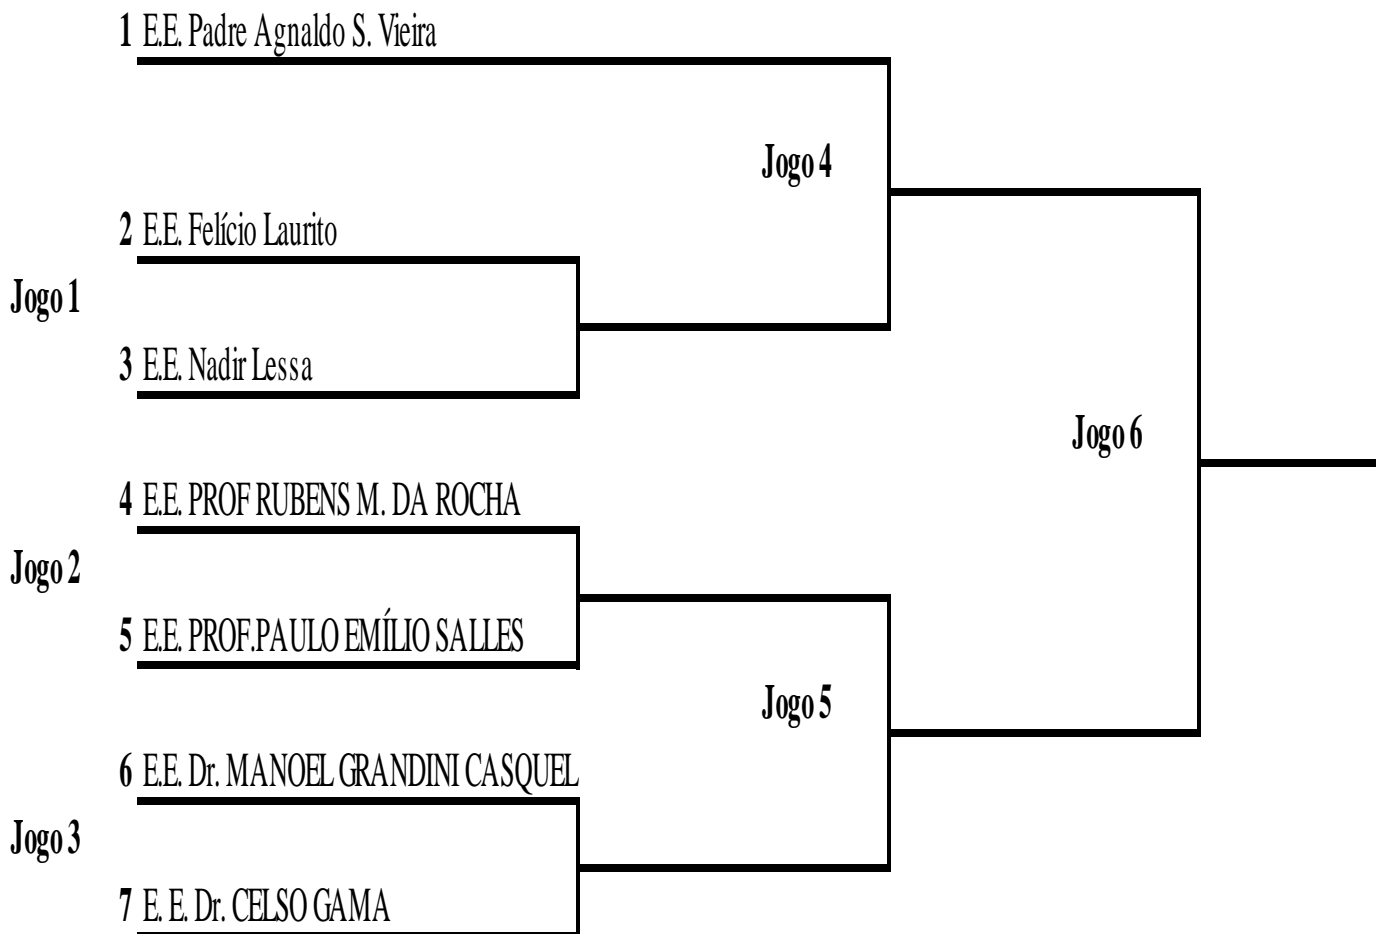 1 E.E. Padre Agnaldo S. Vieira
Jogo 4
2 E.E. Felício Laurito
Jogo 1
3 E.E. Nadir Lessa
Jogo 6
4 E.E. PROF RUBENS M. DA ROCHA
Jogo 2
5 E.E. PROF.PAULO EMÍLIO SALLES
Jogo 5
6 E.E. Dr. MANOEL GRANDINI CASQUEL
Jogo 3
7 E. E. Dr. CELSO GAMA